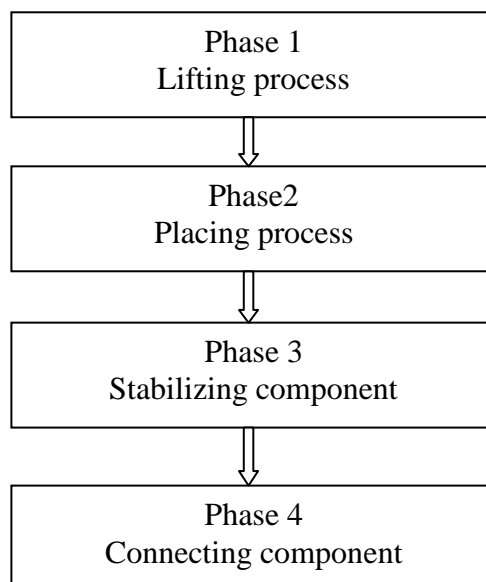 Phase 1
Lifting process
Phase2
Placing process
Phase 3
Stabilizing component
Phase 4
Connecting component